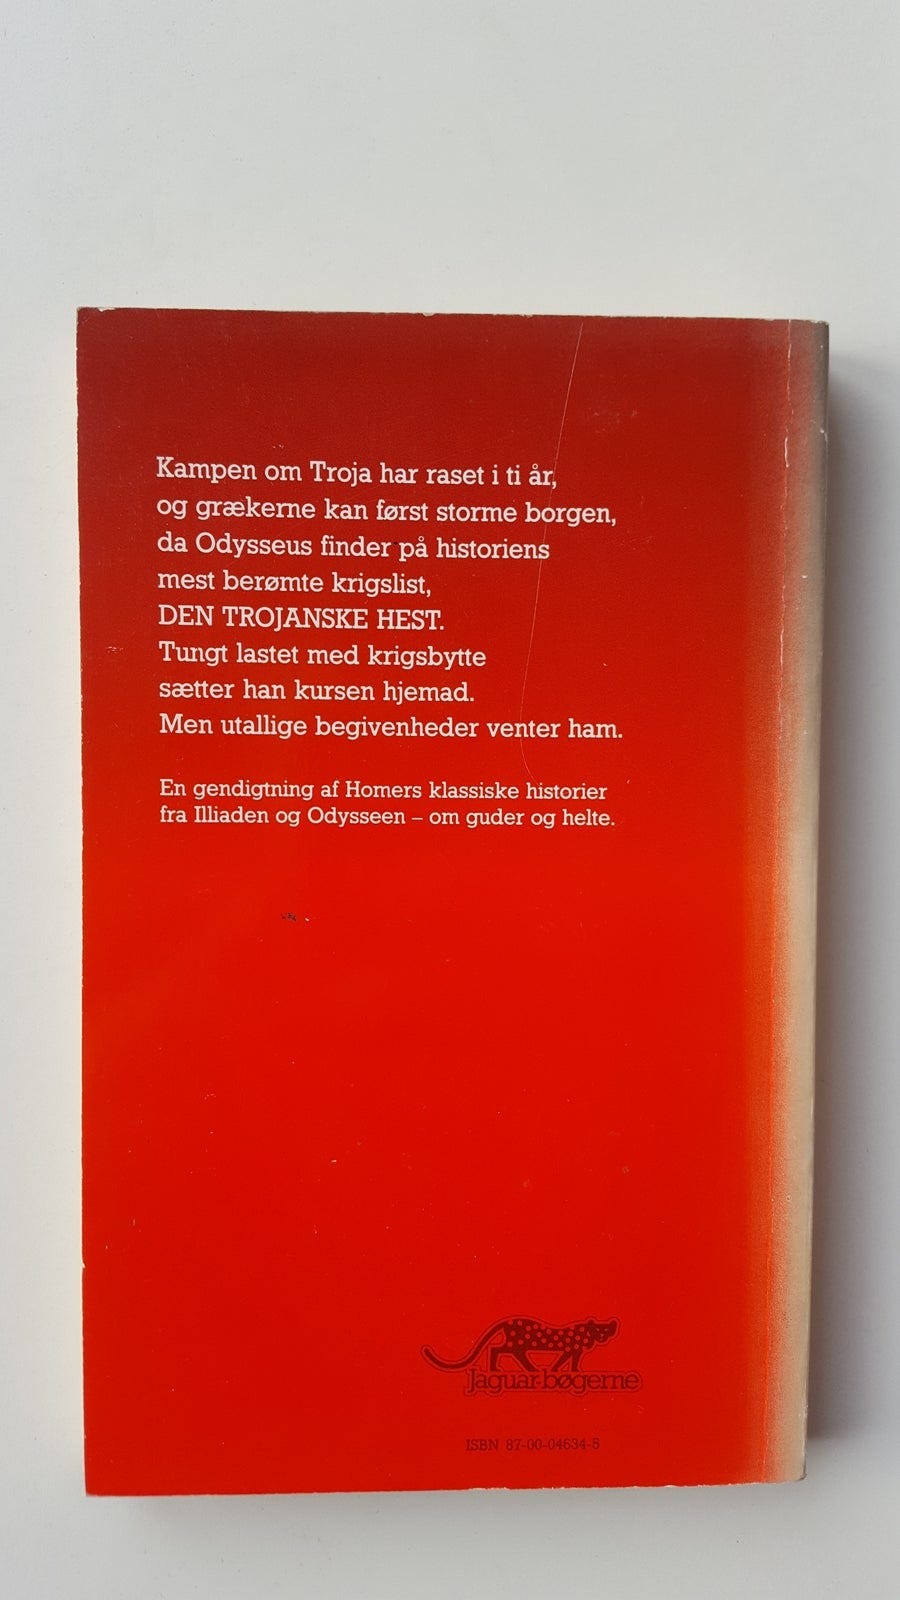 Kampen om Troja har raset i ti år,
og grækerne kan først storme borgen,
da Odysseus finder på historiens
mest berømte krigslist,
DEN TROJANSKE HEST.
Tungt lastet med krigsbytte
sætter han kursen hjemad.
Men utallige begivenheder venter ham.
En gendigtning af Homers klassiske historier
fra Illiaden og Odysseen – om guder og helte.
Jaguar-bøgerne
ISBN 87-00-04634-5